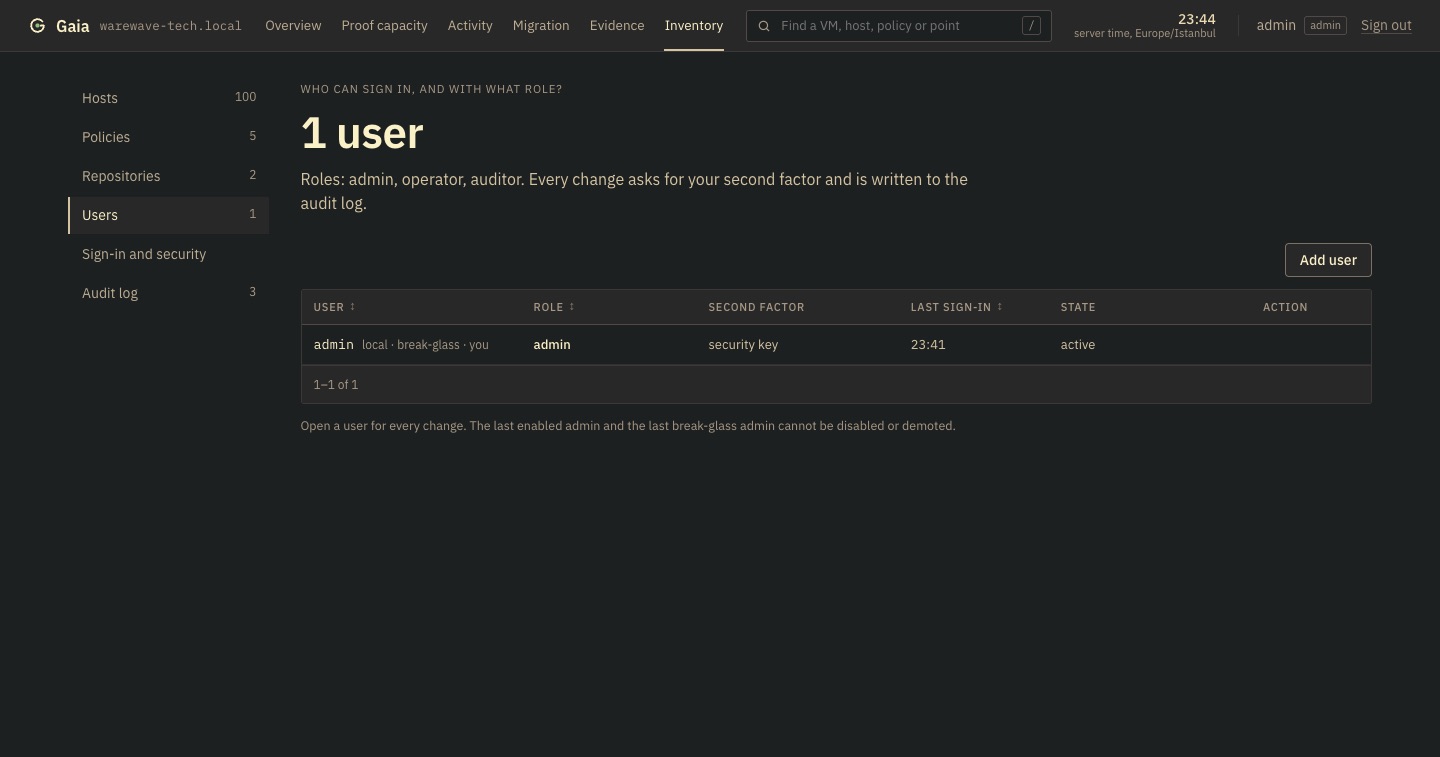 Gaia warewave-tech.local Overview Proof capacity Activity Migration Evidence Inventory Find a VM, host, policy or point / 23:44 admin admin Sign out
server time, Europe/Istanbul
Hosts 100
Policies 5
Repositories 2
Users 1
Sign-in and security
Audit log 3
WHO CAN SIGN IN, AND WITH WHAT ROLE?
1 user
Roles: admin, operator, auditor. Every change asks for your second factor and is written to the
audit log.
Add user
USER ↕ ROLE ↕ SECOND FACTOR LAST SIGN-IN ↕ STATE ACTION
admin local · break-glass · you admin security key 23:41 active
1–1 of 1
Open a user for every change. The last enabled admin and the last break-glass admin cannot be disabled or demoted.